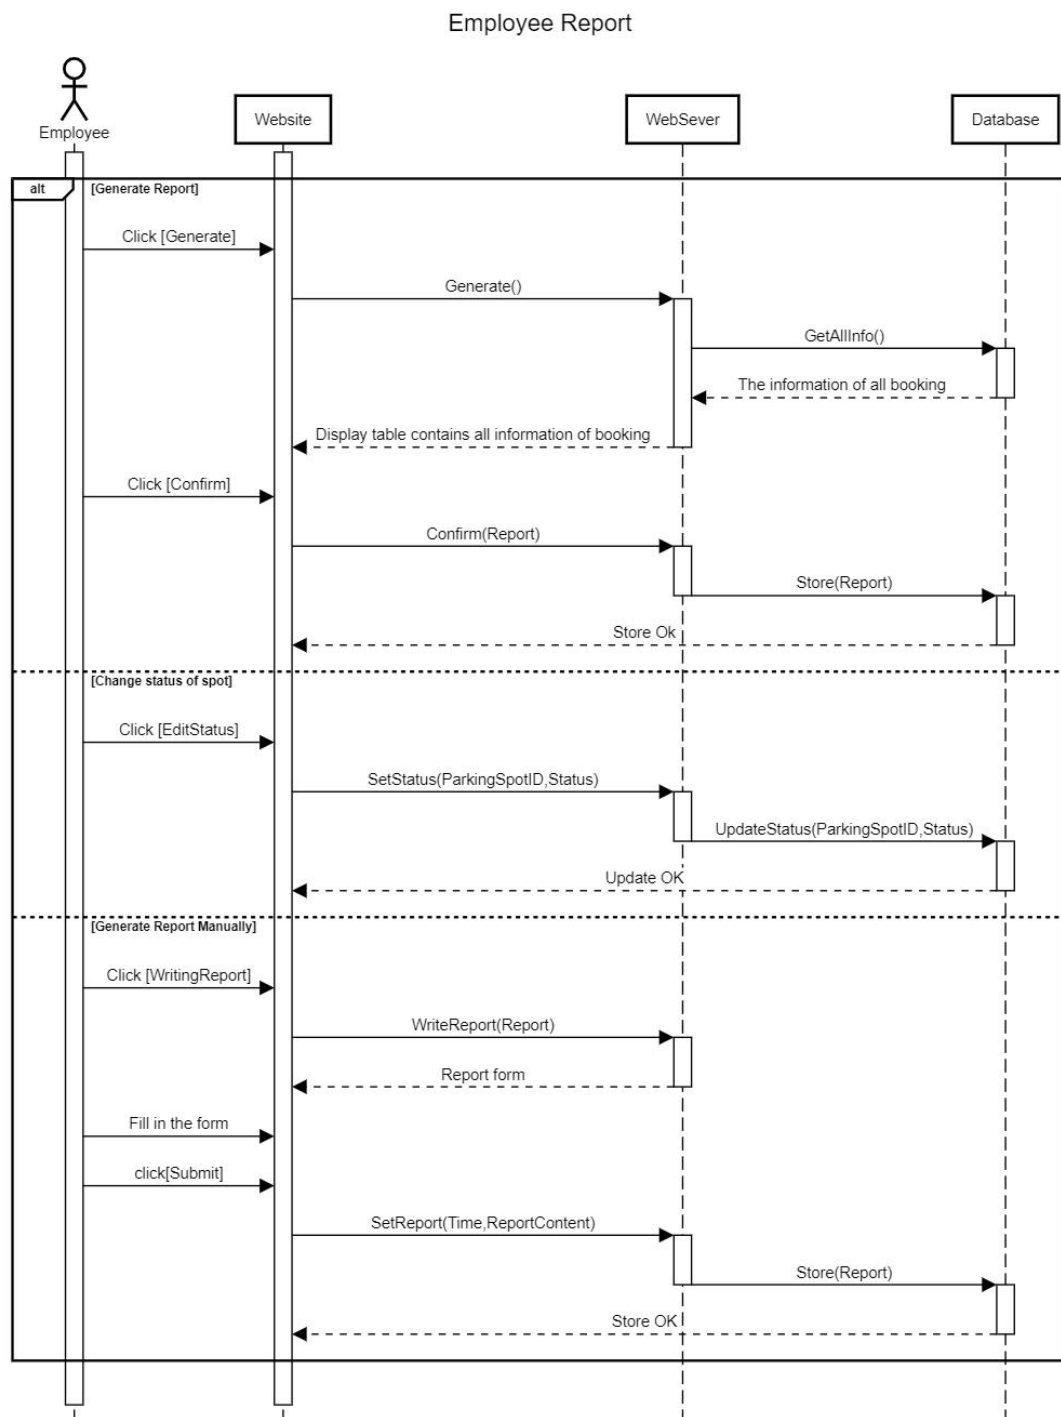 Employee Report
Employee
Website
WebSever
Database
alt
[Generate Report]
Click [Generate]
Generate()
GetAllInfo()
The information of all booking
Display table contains all information of booking
Click [Confirm]
Confirm(Report)
Store(Report)
Store Ok
[Change status of spot]
Click [EditStatus]
SetStatus(ParkingSpotID,Status)
UpdateStatus(ParkingSpotID,Status)
Update OK
[Generate Report Manually]
Click [WritingReport]
WriteReport(Report)
Report form
Fill in the form
click[Submit]
SetReport(Time,ReportContent)
Store(Report)
Store OK